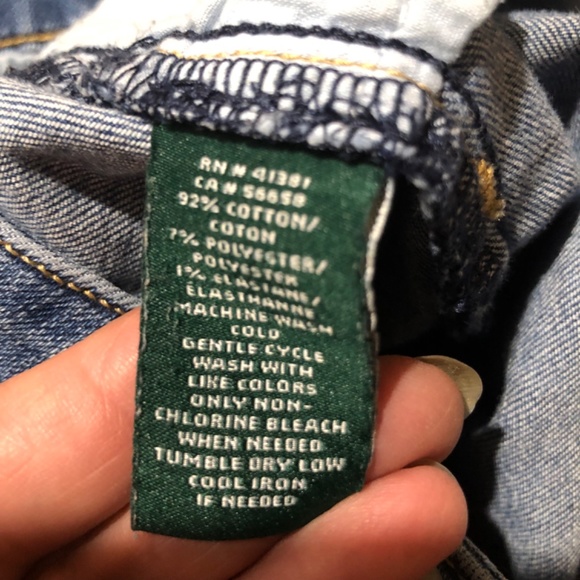 RN# 41381
CA# 56658
92% COTTON/
COTON
7% POLYESTER/
POLYESTER
1% ELASTANE/
ELASTHANNE
MACHINE WASH
COLD
GENTLE CYCLE
WASH WITH
LIKE COLORS
ONLY NON-
CHLORINE BLEACH
WHEN NEEDED
TUMBLE DRY LOW
COOL IRON
IF NEEDED